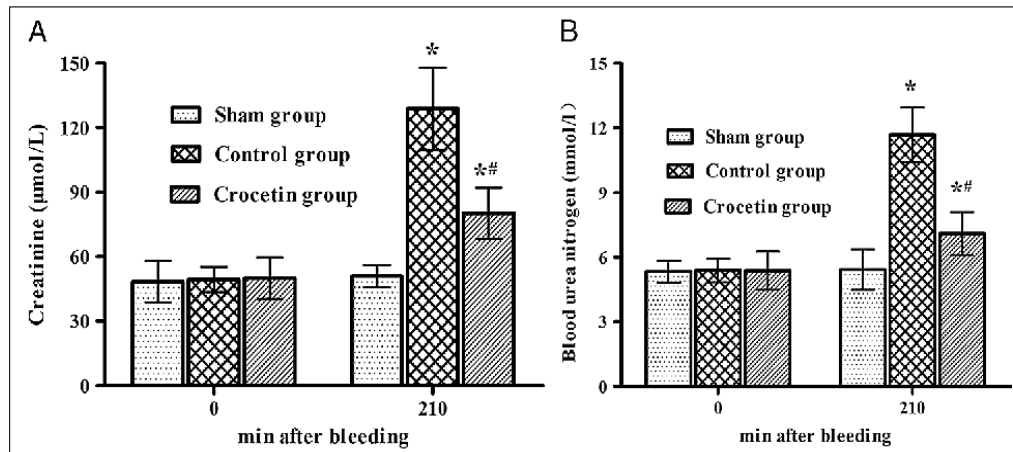 A
Creatinine (µmol/L)
150
120
90
60
30
0
Sham group
Control group
Crocetin group
*
*#
0
210
min after bleeding
B
Blood urea nitrogen (mmol/l)
15
12
9
6
3
0
Sham group
Control group
Crocetin group
*
*#
0
210
min after bleeding